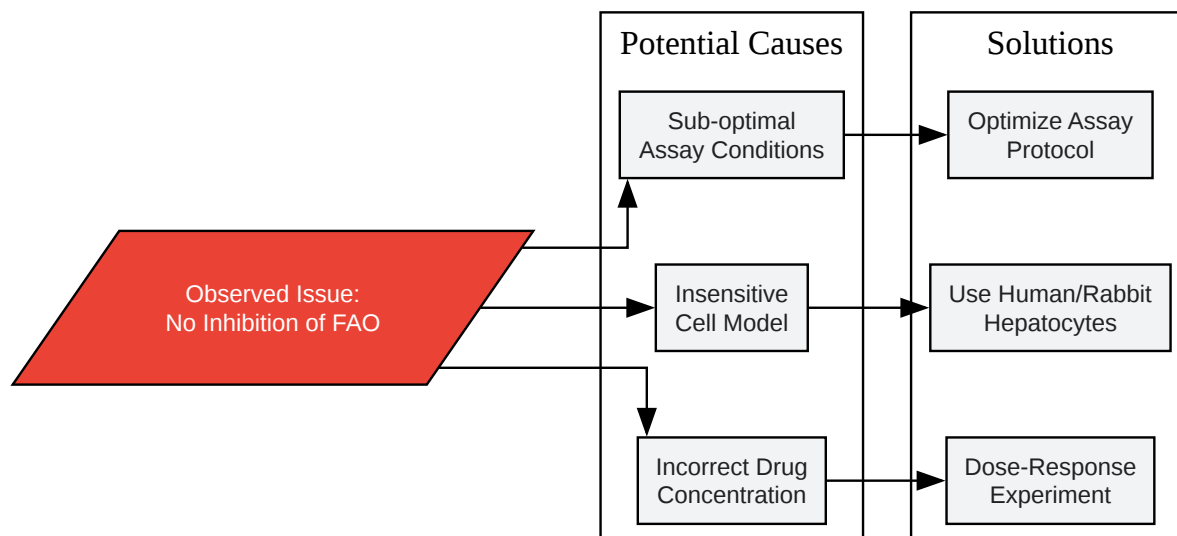 Potential Causes
Solutions
Sub-optimal
Assay Conditions
Optimize Assay
Protocol
Observed Issue:
No Inhibition of FAO
Insensitive
Cell Model
Use Human/Rabbit
Hepatocytes
Incorrect Drug
Concentration
Dose-Response
Experiment